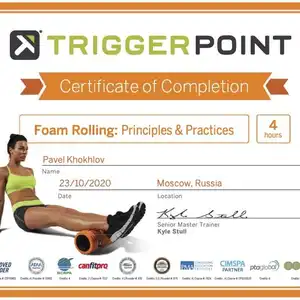 TRIGGERPOINT
Certificate of Completion
Foam Rolling: Principles & Practices
4
hours
Pavel Khokhlov
Name
23/10/2020
Moscow, Russia
Date
Location
Kyle Stull
Senior Master Trainer
Kyle Stull
canfitpro
CIMSPA
PARTNER
ptaglobal